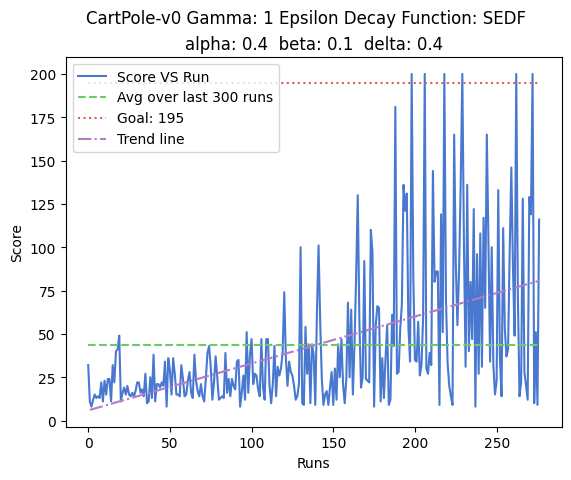 CartPole-v0 Gamma: 1 Epsilon Decay Function: SEDF
alpha: 0.4 beta: 0.1 delta: 0.4
Score VS Run
Avg over last 300 runs
Goal: 195
Trend line
200
175
150
125
100
75
50
25
0
Score
0
50
100
150
200
250
Runs